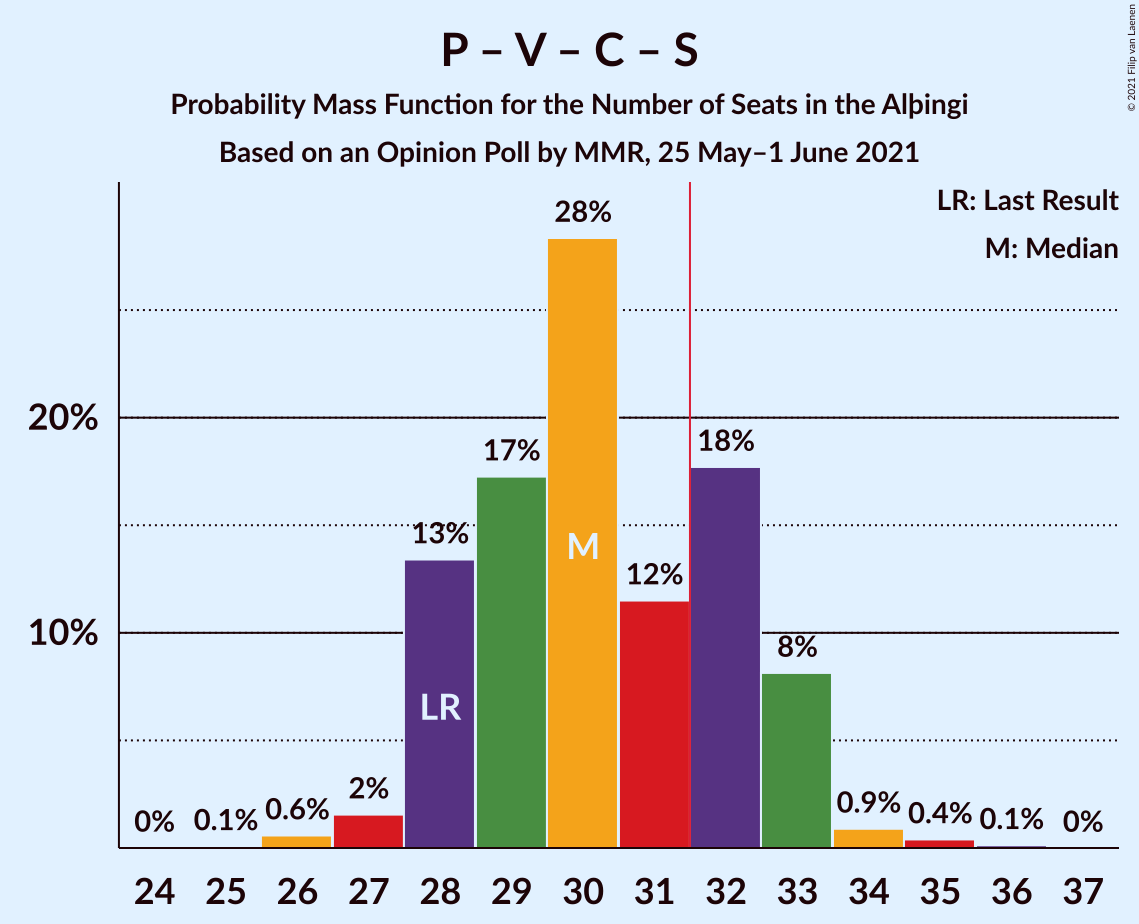 P – V – C – S
Probability Mass Function for the Number of Seats in the Alþingi
Based on an Opinion Poll by MMR, 25 May–1 June 2021
© 2021 Filip van Laenen
LR: Last Result
M: Median
28%
20%
18%
17%
13%
M
12%
10%
8%
LR
2%
0% 0.1% 0.6% 0.9% 0.4% 0.1% 0%
24 25 26 27 28 29 30 31 32 33 34 35 36 37